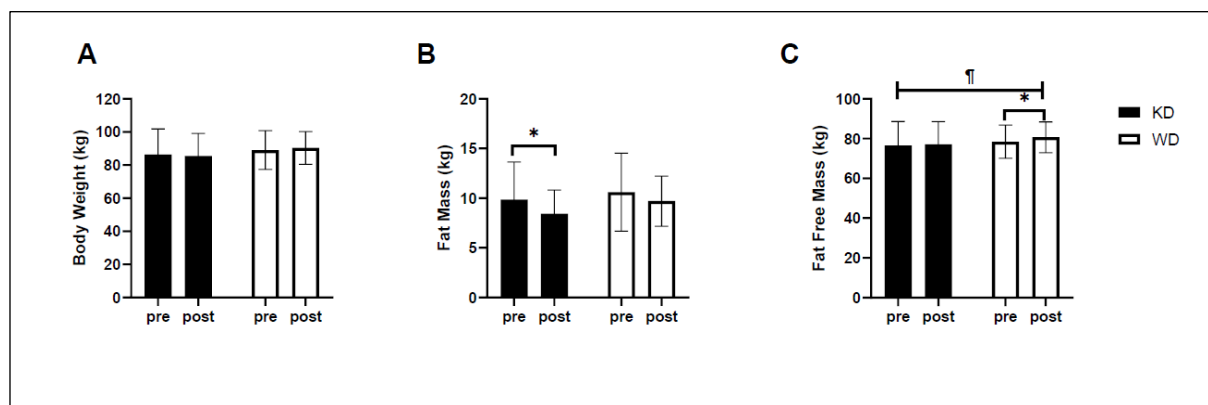 A
Body Weight (kg)
120
100
80
60
40
20
0
pre post pre post
B
Fat Mass (kg)
20
15
10
5
0
*
pre post pre post
C
Fat Free Mass (kg)
100
80
60
40
20
0
¶
*
pre post pre post
KD
WD